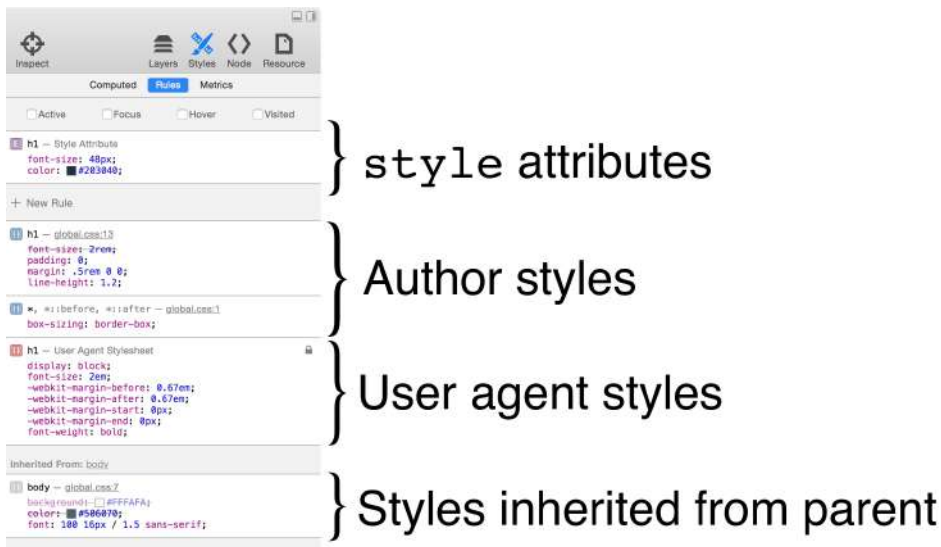 Inspect Layers Styles Node Resource
Computed Rules Metrics
Active Focus Hover Visited
E h1 — Style Attribute
font-size: 48px;
color: #203040;
style attributes
+ New Rule
{} h1 — global.css:13
font-size: 2rem;
padding: 0;
margin: .5rem 0 0;
line-height: 1.2;
{} *, *::before, *::after — global.css:1
box-sizing: border-box;
Author styles
{} h1 — User Agent Stylesheet
display: block;
font-size: 2em;
-webkit-margin-before: 0.67em;
-webkit-margin-after: 0.67em;
-webkit-margin-start: 0px;
-webkit-margin-end: 0px;
font-weight: bold;
User agent styles
Inherited From: body
{} body — global.css:7
background: #FFFAFA;
color: #506070;
font: 100 16px / 1.5 sans-serif;
Styles inherited from parent